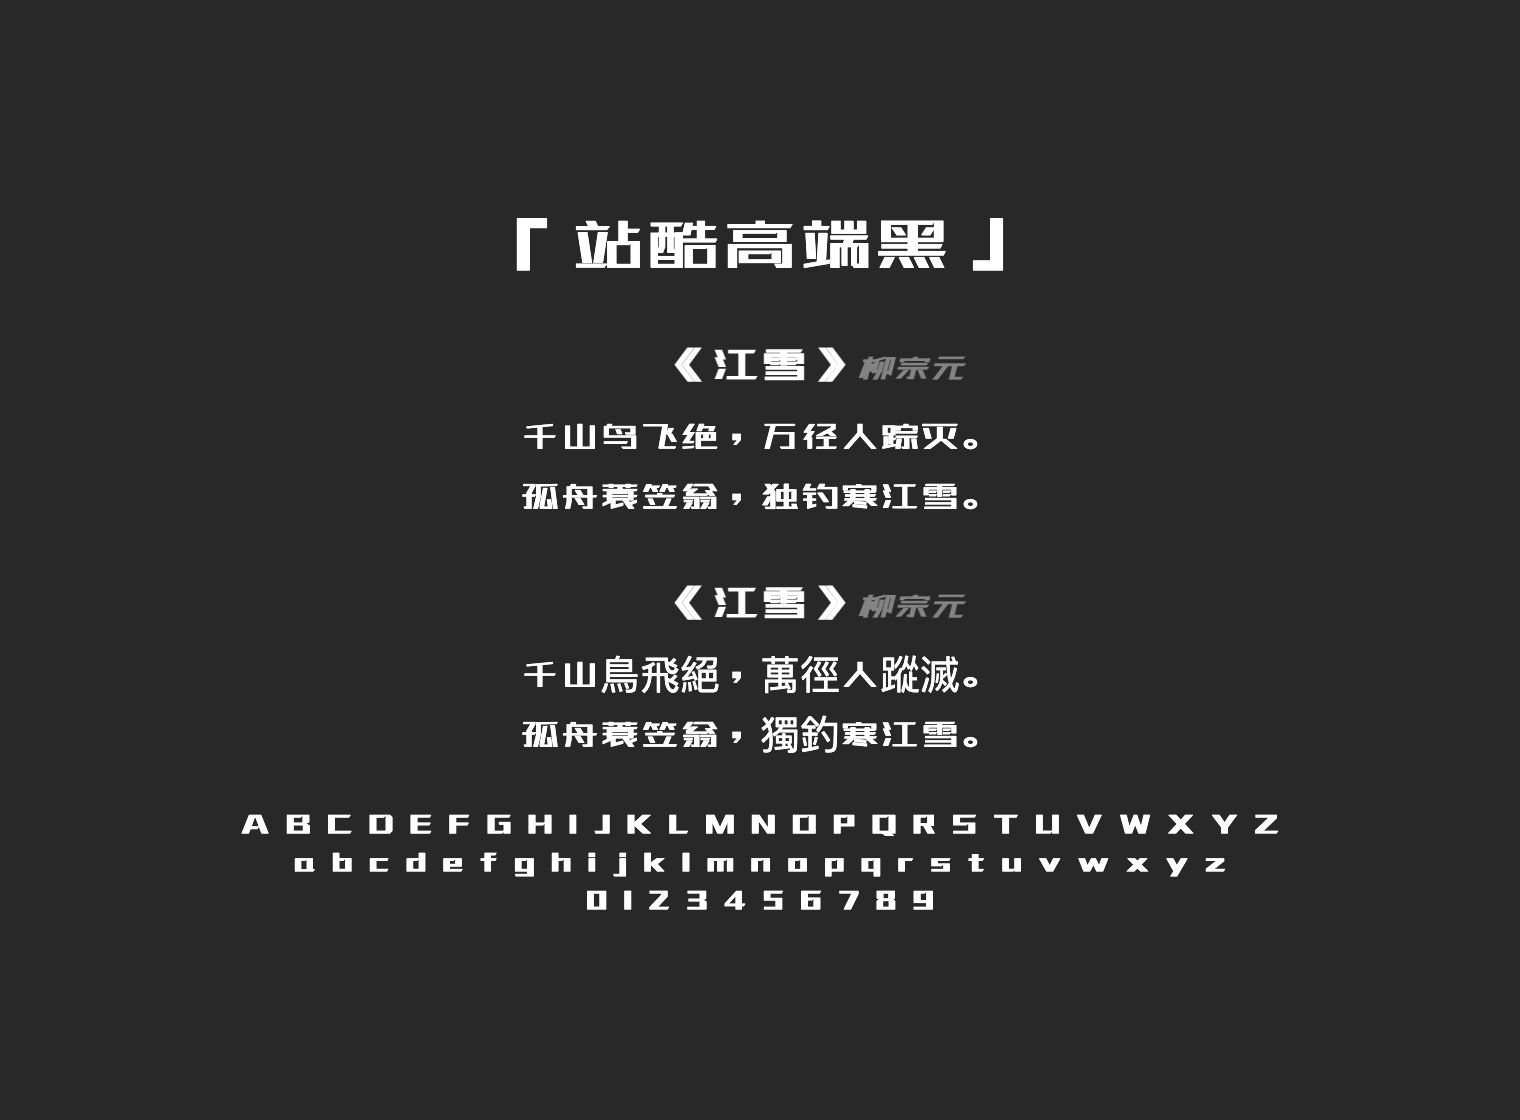 「站酷高端黑」
《江雪》柳宗元
千山鸟飞绝，万径人踪灭。
孤舟蓑笠翁，独钓寒江雪。
《江雪》柳宗元
千山鳥飛絕，萬徑人蹤滅。
孤舟蓑笠翁，獨釣寒江雪。
A B C D E F G H I J K L M N O P Q R S T U V W X Y Z
a b c d e f g h i j k l m n o p q r s t u v w x y z
0 1 2 3 4 5 6 7 8 9